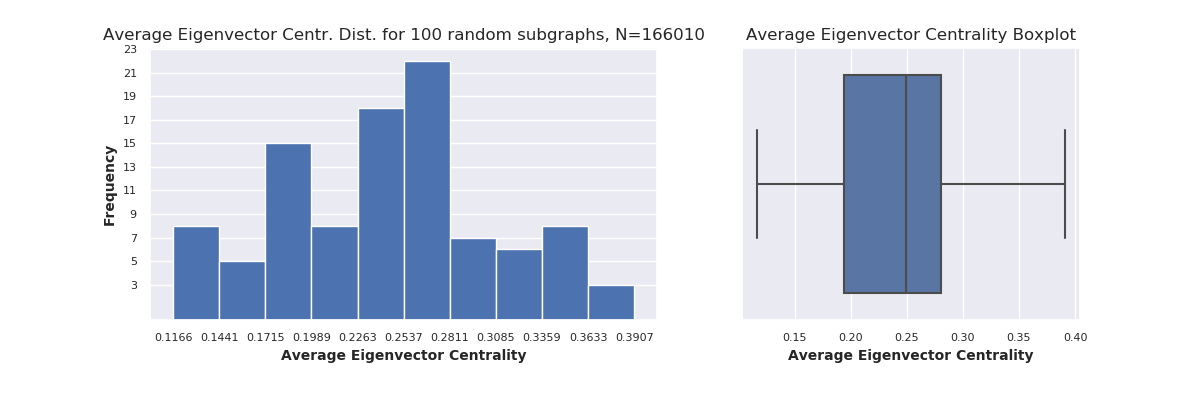 Average Eigenvector Centr. Dist. for 100 random subgraphs, N=166010
23
21
19
17
15
13
11
9
7
5
3
Frequency
0.1166 0.1441 0.1715 0.1989 0.2263 0.2537 0.2811 0.3085 0.3359 0.3633 0.3907
Average Eigenvector Centrality
Average Eigenvector Centrality Boxplot
0.15 0.20 0.25 0.30 0.35 0.40
Average Eigenvector Centrality